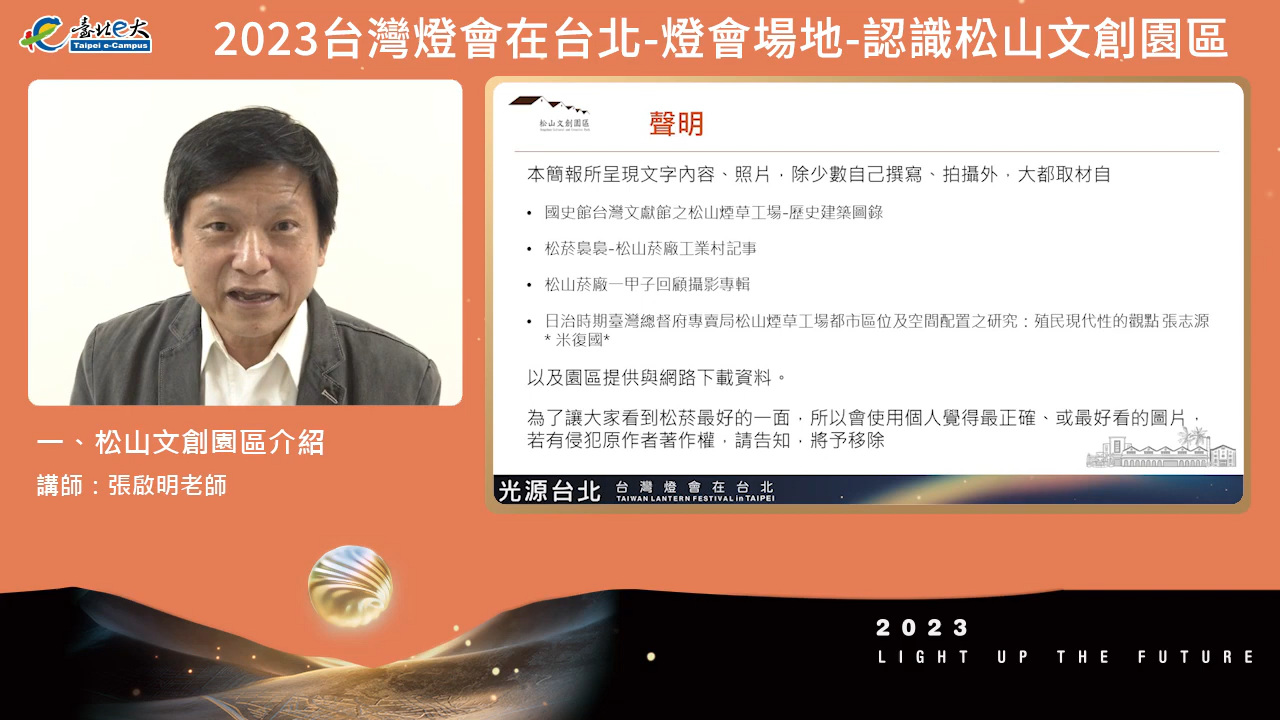 臺北e大
Taipei e-Campus
2023台灣燈會在台北-燈會場地-認識松山文創園區
松山文創園區
聲明
本簡報所呈現文字內容、照片，除少數自己撰寫、拍攝外，大都取材自
• 國史館台灣文獻館之松山煙草工場-歷史建築圖錄
• 松菸裊裊-松山菸廠工業村記事
• 松山菸廠一甲子回顧攝影專輯
• 日治時期臺灣總督府專賣局松山煙草工場都市區位及空間配置之研究：殖民現代性的觀點 張志源
* 米復國*
以及園區提供與網路下載資料。
為了讓大家看到松菸最好的一面，所以會使用個人覺得最正確、或最好看的圖片，
若有侵犯原作者著作權，請告知，將予移除
光源台北
台灣燈會在台北
TAIWAN LANTERN FESTIVAL in TAIPEI
一、松山文創園區介紹
講師：張啟明老師
2023
LIGHT UP THE FUTURE